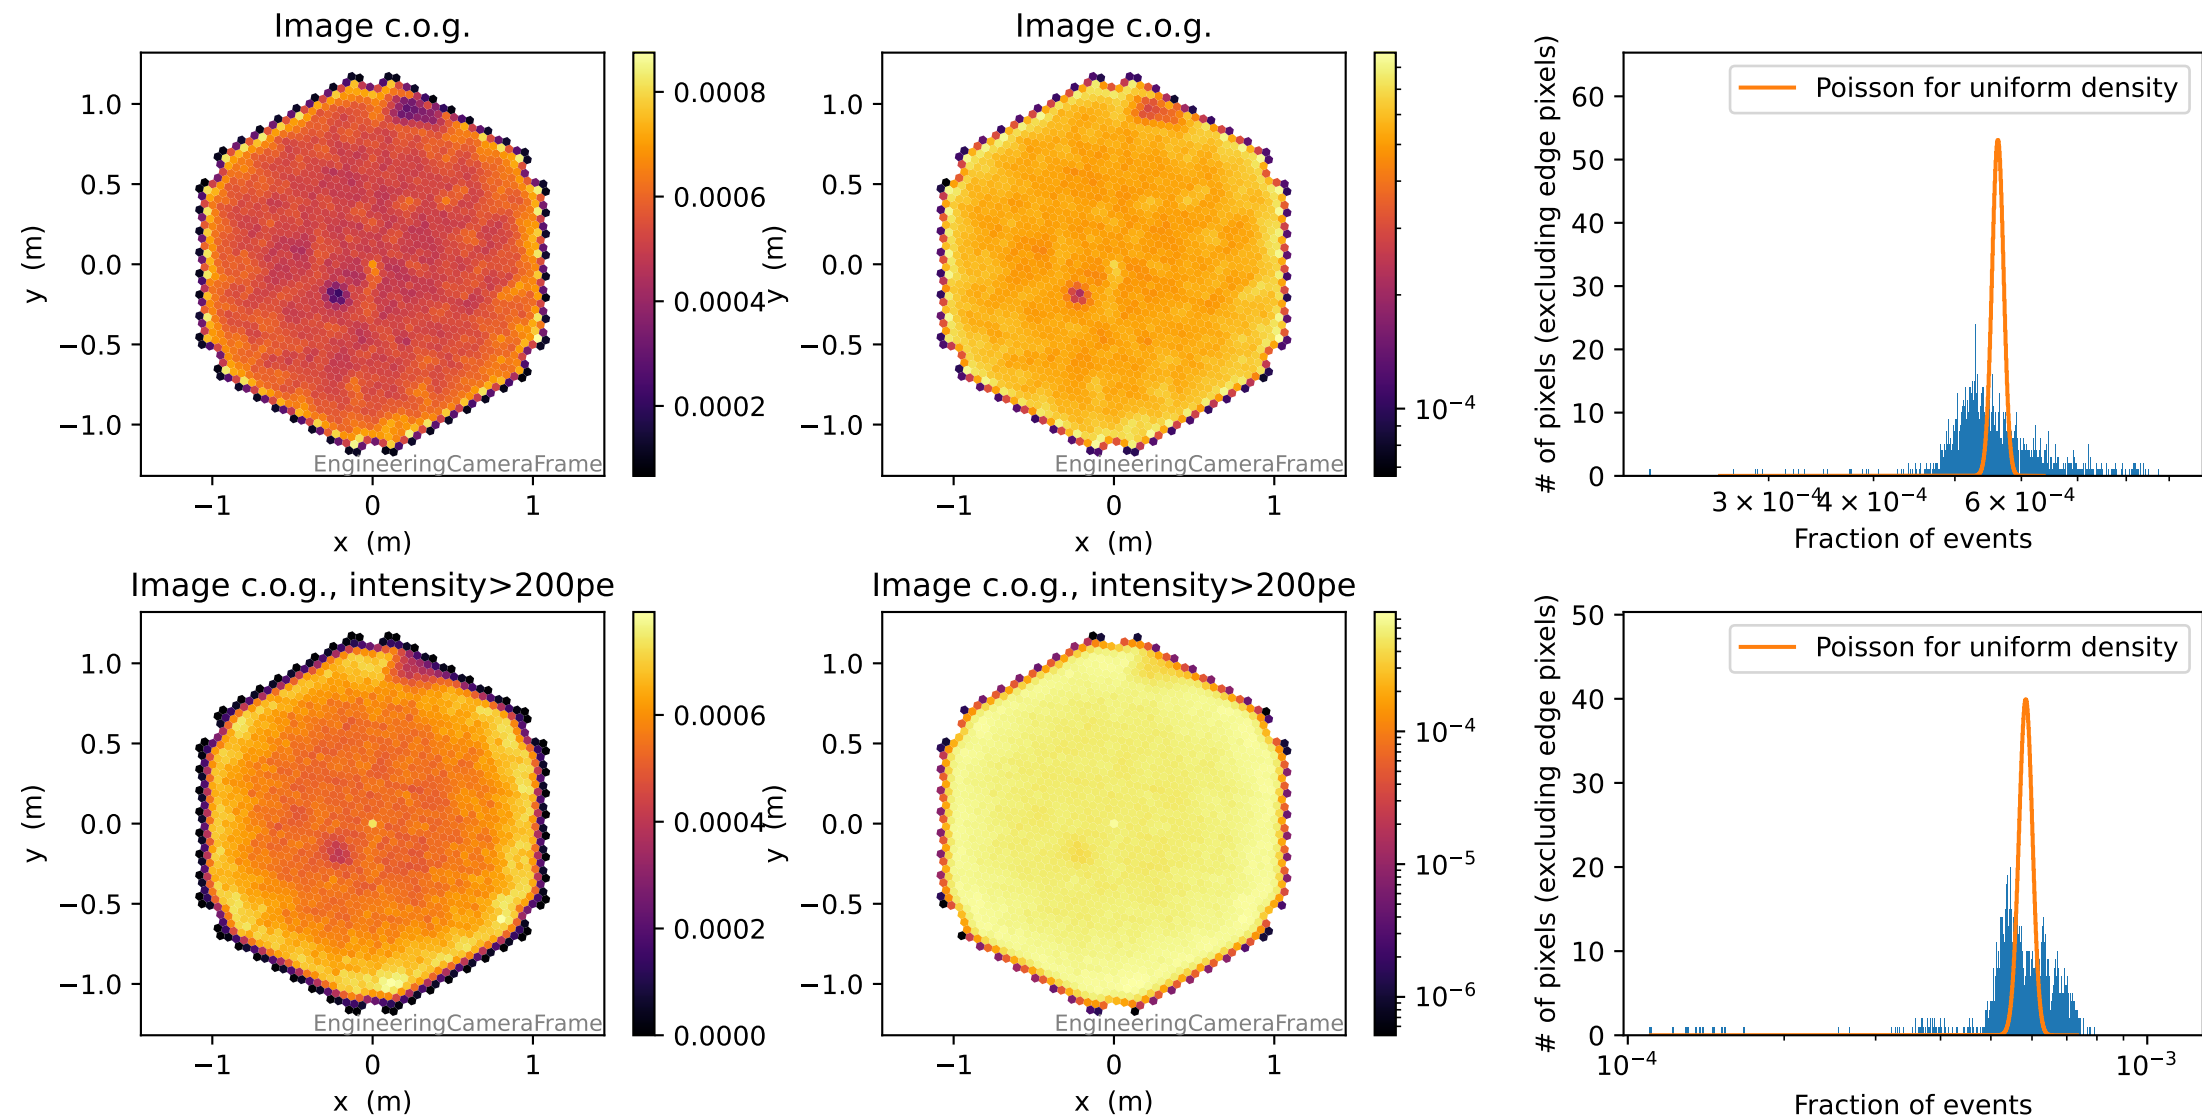 Image c.o.g.
1.0
0.5
0.0
−0.5
−1.0
y (m)
−1 0 1
x (m)
EngineeringCameraFrame
0.0008
0.0006
0.0004
0.0002
Image c.o.g.
1.0
0.5
0.0
−0.5
−1.0
y (m)
−1 0 1
x (m)
EngineeringCameraFrame
10⁻⁴
60
50
40
30
20
10
0
# of pixels (excluding edge pixels)
Poisson for uniform density
3 × 10⁻⁴ 4 × 10⁻⁴ 6 × 10⁻⁴
Fraction of events
Image c.o.g., intensity>200pe
1.0
0.5
0.0
−0.5
−1.0
y (m)
−1 0 1
x (m)
EngineeringCameraFrame
0.0006
0.0004
0.0002
0.0000
Image c.o.g., intensity>200pe
1.0
0.5
0.0
−0.5
−1.0
y (m)
−1 0 1
x (m)
EngineeringCameraFrame
10⁻⁴
10⁻⁵
10⁻⁶
50
40
30
20
10
0
# of pixels (excluding edge pixels)
Poisson for uniform density
10⁻⁴ 10⁻³
Fraction of events